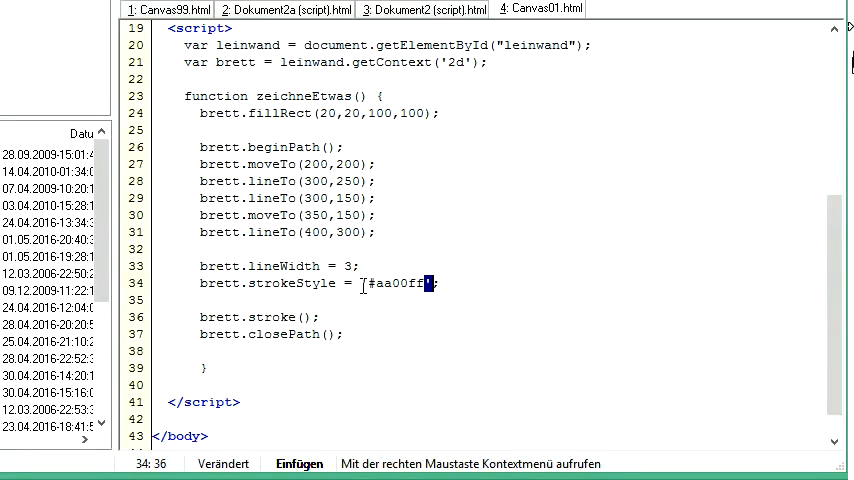 1: Canvas99.html 2: Dokument2a (script).html 3: Dokument2 (script).html 4: Canvas01.html
Datu
28.09.2009-15:01:4
14.04.2010-01:34:0
07.04.2009-10:20:1
03.04.2010-15:28:1
24.04.2016-13:34:3
01.05.2016-20:40:3
01.05.2016-19:28:1
12.03.2006-22:50:2
09.12.2009-11:22:1
24.04.2016-12:04:0
28.04.2016-20:20:5
25.04.2016-21:10:2
28.04.2016-22:52:3
30.04.2016-14:20:1
30.04.2016-15:16:0
12.03.2006-22:53:3
23.04.2016-18:41:5
19 <script>
20 var leinwand = document.getElementById("leinwand");
21 var brett = leinwand.getContext('2d');
22
23 function zeichneEtwas() {
24 brett.fillRect(20,20,100,100);
25
26 brett.beginPath();
27 brett.moveTo(200,200);
28 brett.lineTo(300,250);
29 brett.lineTo(300,150);
30 brett.moveTo(350,150);
31 brett.lineTo(400,300);
32
33 brett.lineWidth = 3;
34 brett.strokeStyle = '#aa00ff';
35
36 brett.stroke();
37 brett.closePath();
38
39 }
40
41 </script>
42
43 </body>
34: 36 Verändert Einfügen Mit der rechten Maustaste Kontextmenü aufrufen